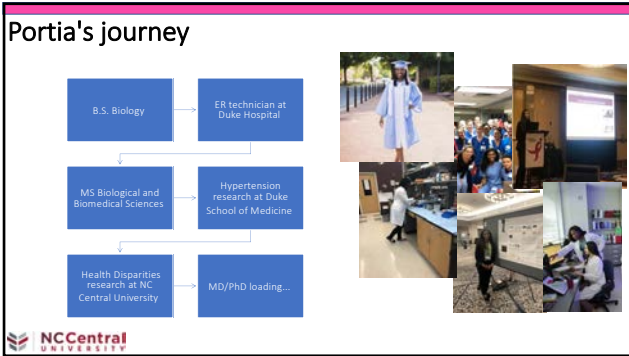 Portia's journey
B.S. Biology
ER technician at
Duke Hospital
MS Biological and
Biomedical Sciences
Hypertension
research at Duke
School of Medicine
Health Disparities
research at NC
Central University
MD/PhD loading...
NCCentral
UNIVERSITY